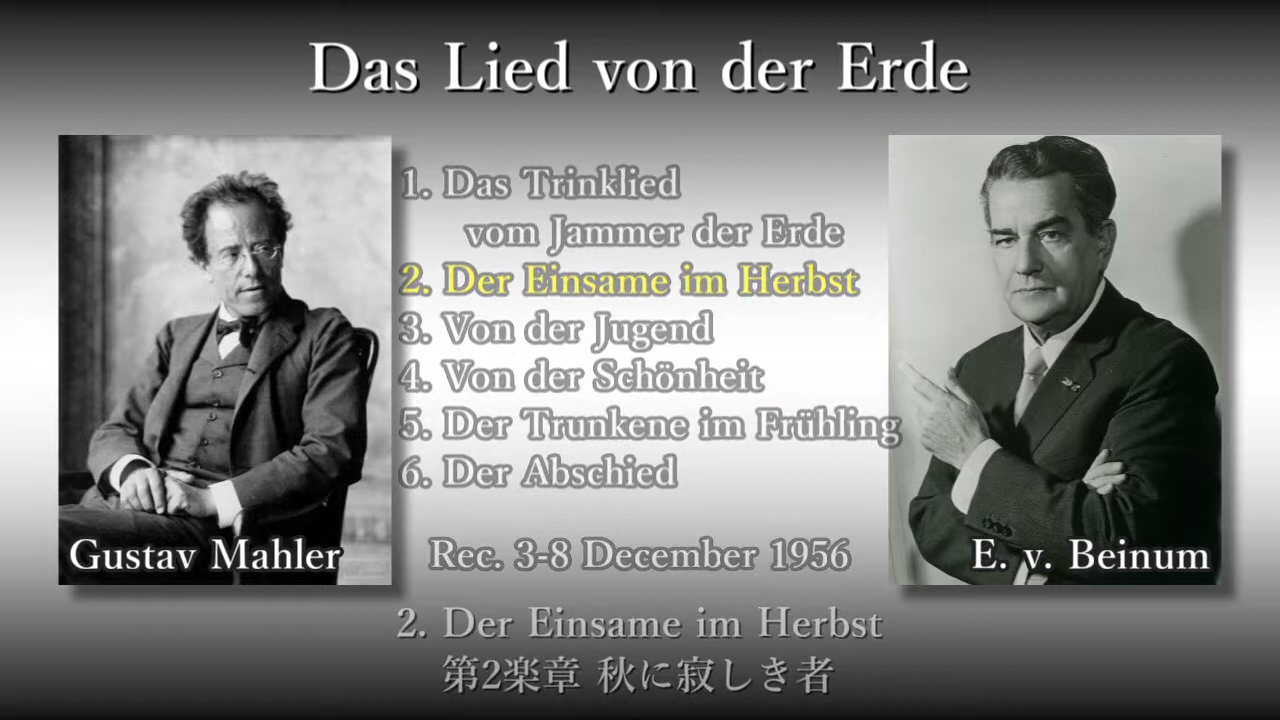 Das Lied von der Erde
1. Das Trinklied
vom Jammer der Erde
2. Der Einsame im Herbst
3. Von der Jugend
4. Von der Schönheit
5. Der Trunkene im Frühling
6. Der Abschied
Gustav Mahler
Rec. 3-8 December 1956
E. v. Beinum
2. Der Einsame im Herbst
第2楽章 秋に寂しき者